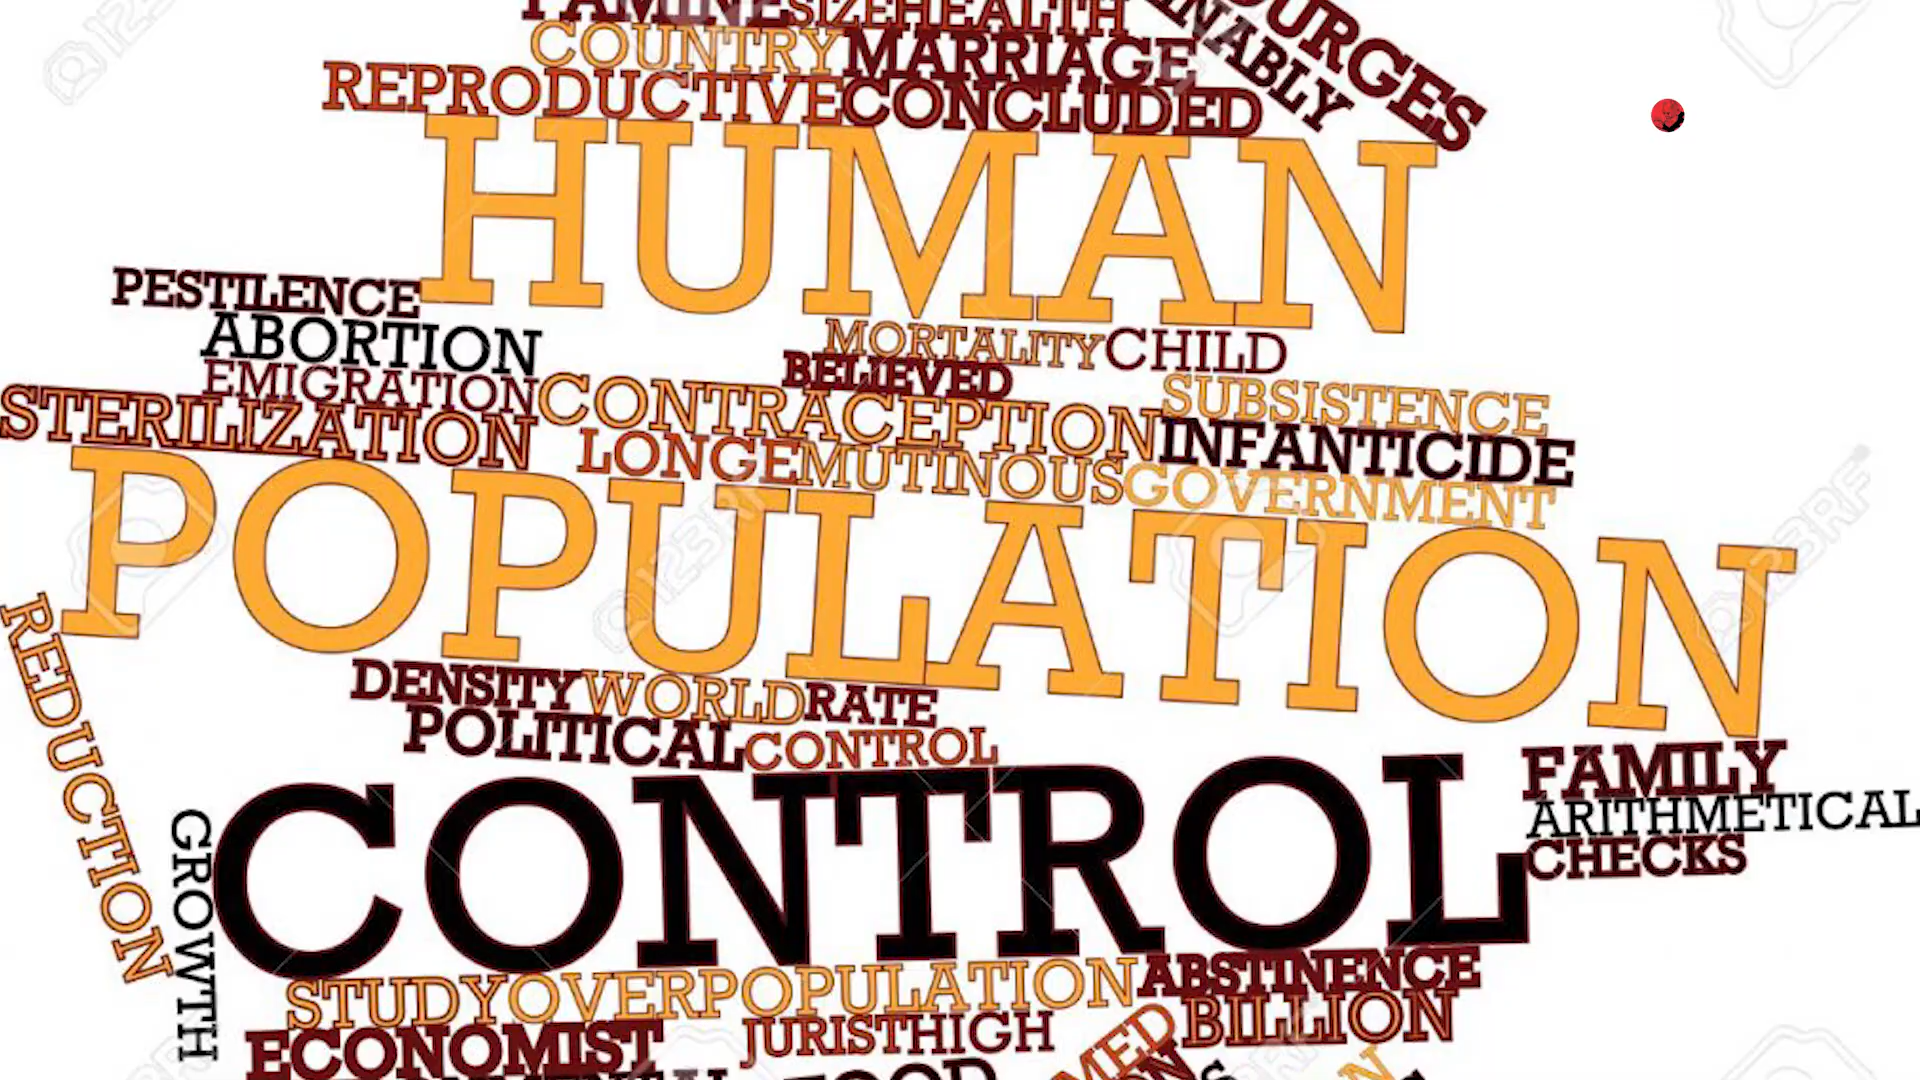 FAMINE SIZE HEALTH
COUNTRY MARRIAGE
REPRODUCTIVE CONCLUDED
HUMAN
PESTILENCE
ABORTION
MORTALITY CHILD
EMIGRATION
BELIEVED
STERILIZATION
CONTRACEPTION
SUBSISTENCE
LONGE MUTINOUS
INFANTICIDE
GOVERNMENT
POPULATION
REDUCTION
DENSITY WORLD RATE
POLITICAL CONTROL
FAMILY
ARITHMETICAL
CHECKS
CONTROL
GROWTH
STUDY OVERPOPULATION ABSTINENCE
ECONOMIST JURIST HIGH
BILLION
FOOD
123RF